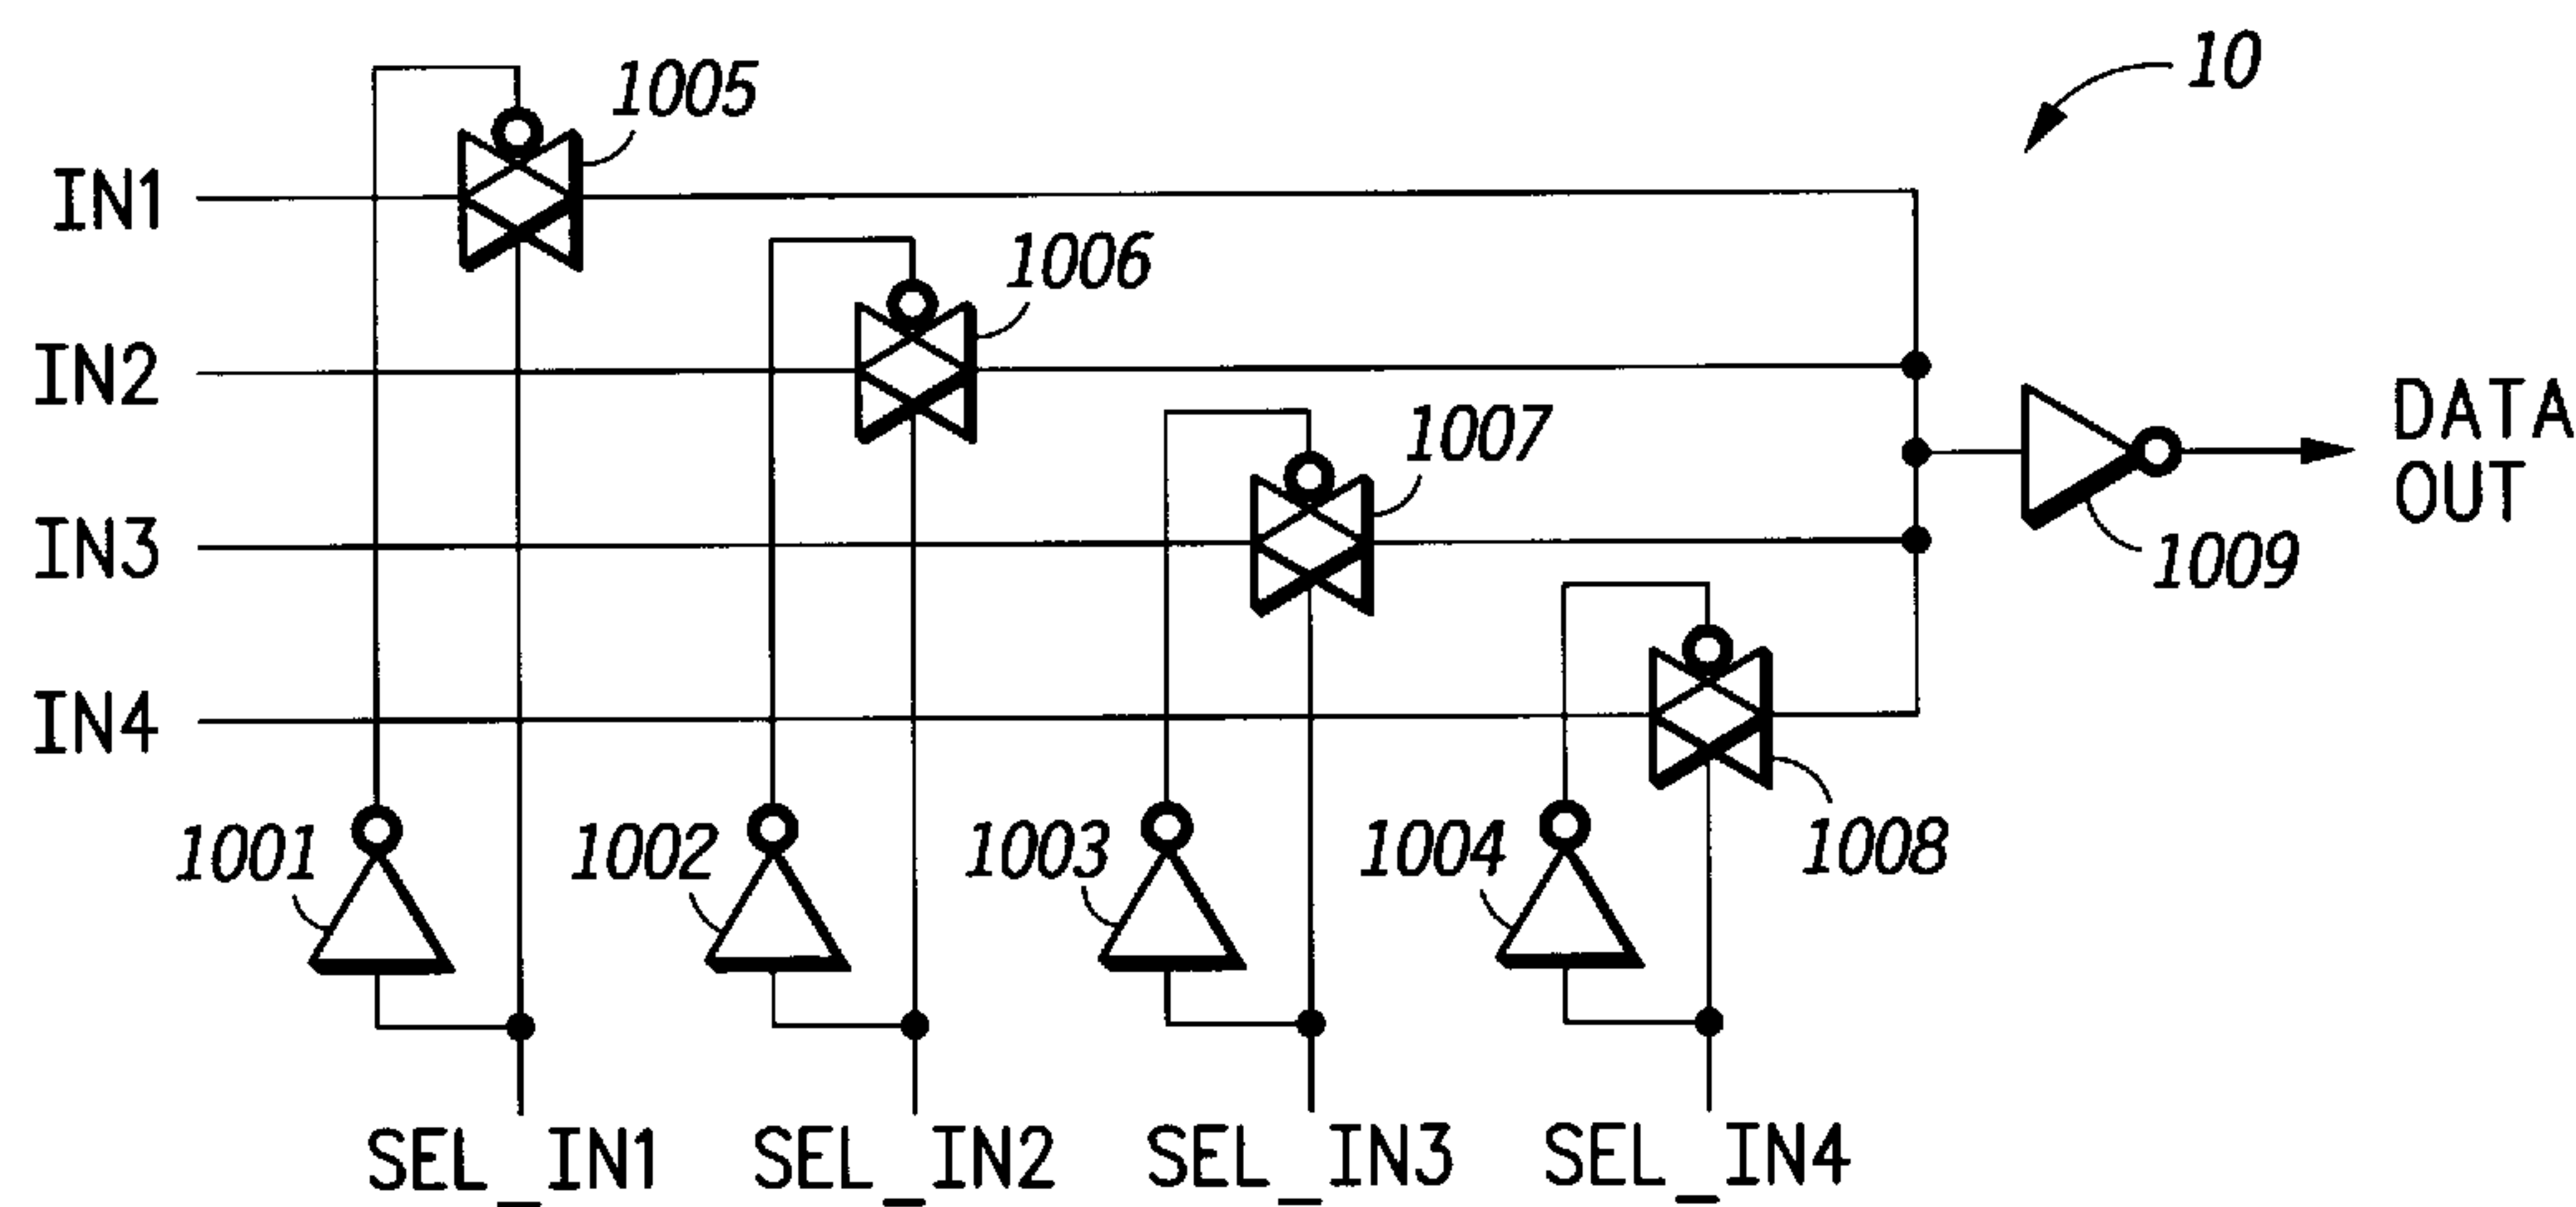 10
1005
IN1
1006
IN2
1007
DATA
OUT
IN3
1009
IN4
1001
1002
1003
1004
1008
SEL_IN1
SEL_IN2
SEL_IN3
SEL_IN4